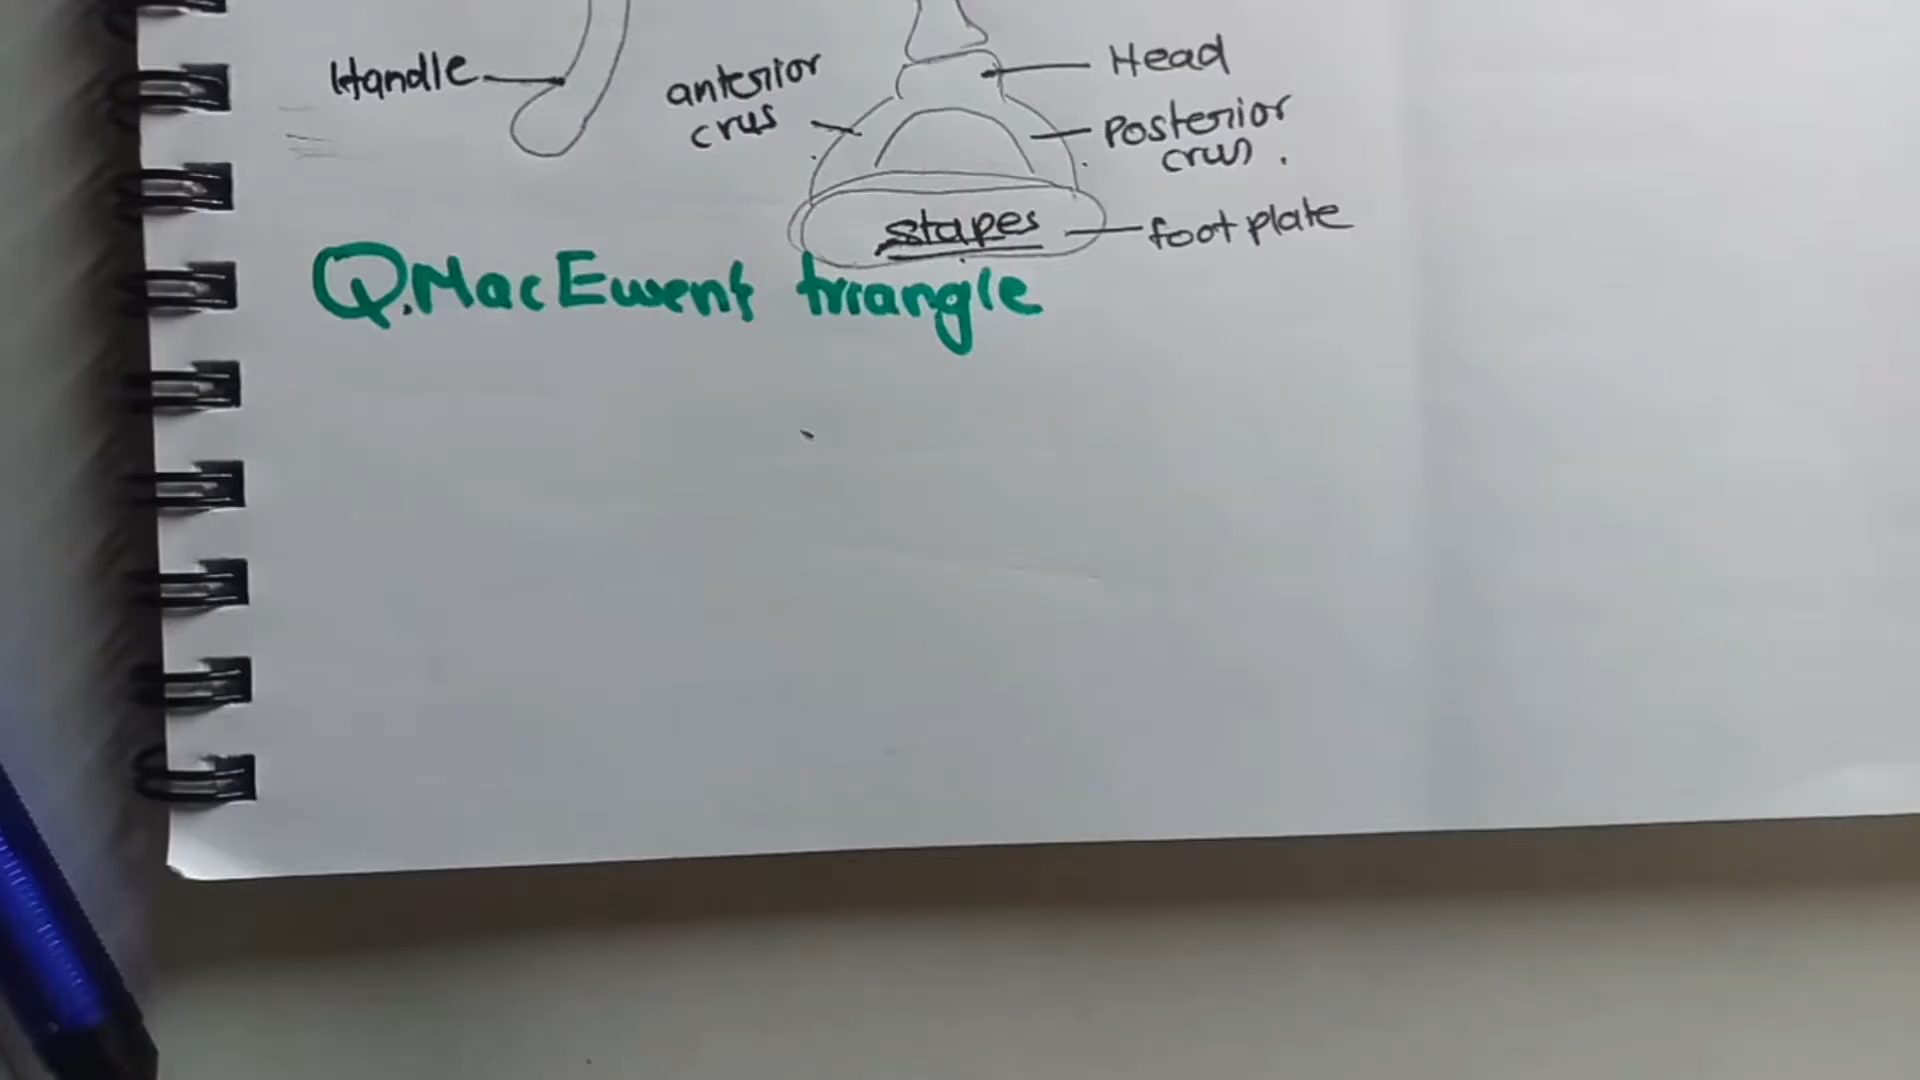 Handle
anterior
crus
Head
Posterior
crus.
stapes
foot plate
Q.MacEwent triangle